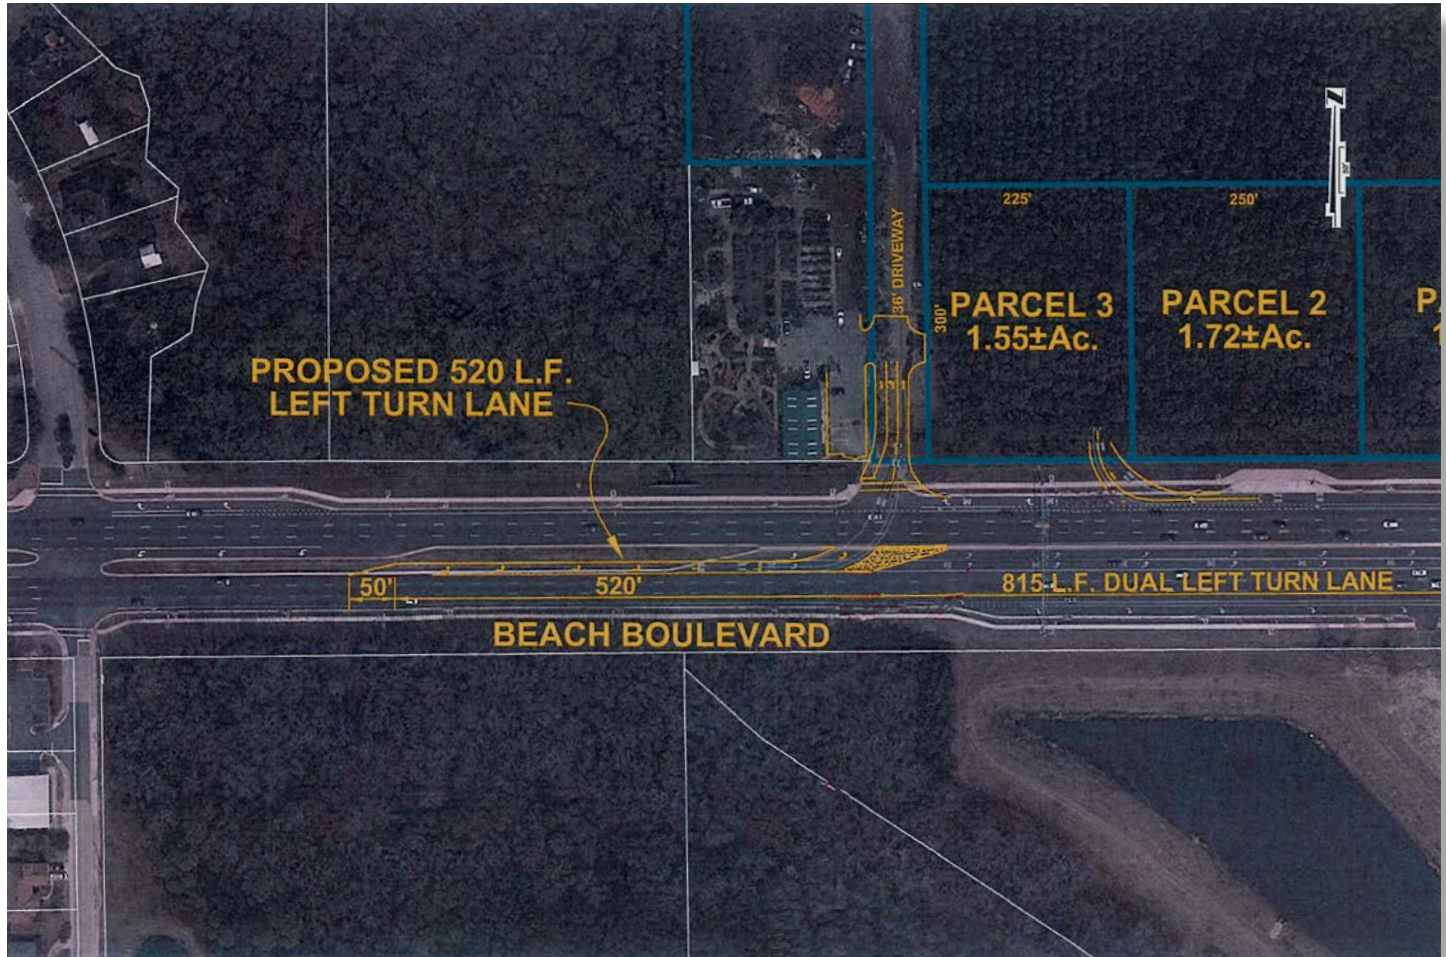 225'
250'
36' DRIVEWAY
300'
PARCEL 3
1.55±Ac.
PARCEL 2
1.72±Ac.
PROPOSED 520 L.F.
LEFT TURN LANE
50'
520'
815 L.F. DUAL LEFT TURN LANE
BEACH BOULEVARD